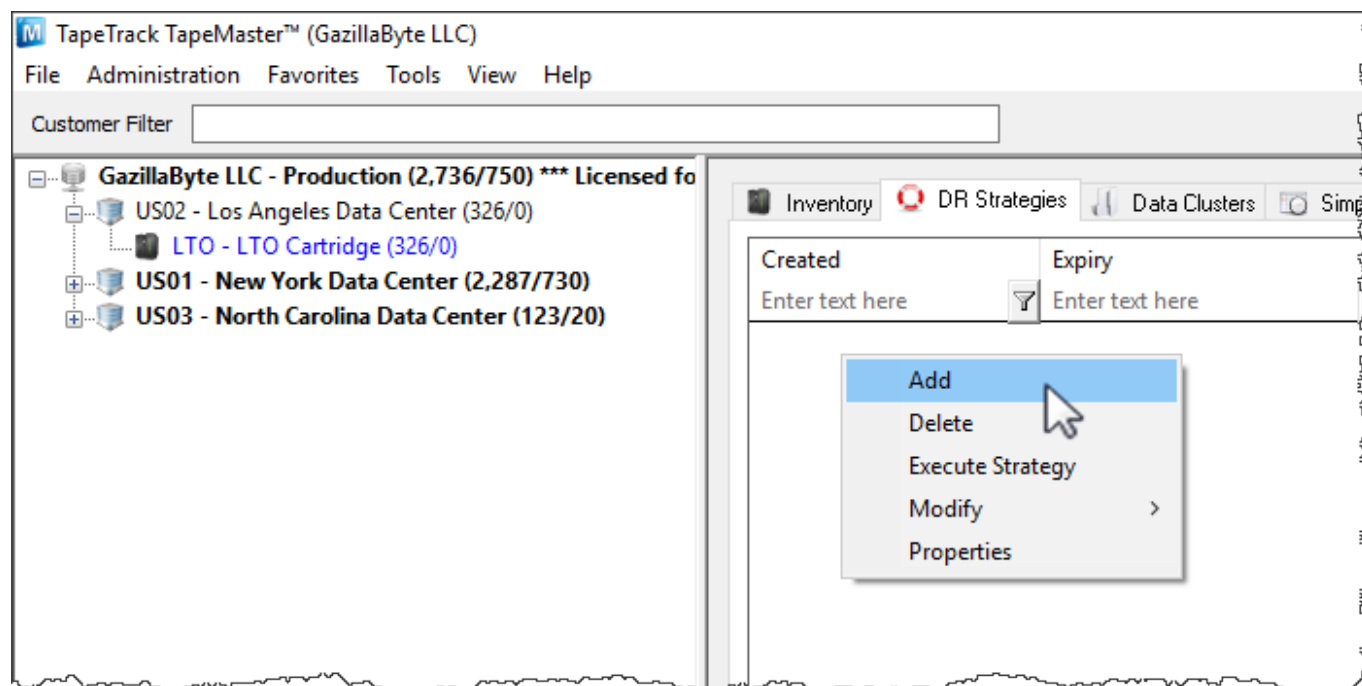 TapeTrack TapeMaster™ (GazillaByte LLC)
File Administration Favorites Tools View Help
Customer Filter
GazillaByte LLC - Production (2,736/750) *** Licensed
US02 - Los Angeles Data Center (326/0)
LTO - LTO Cartridge (326/0)
US01 - New York Data Center (2,287/730)
US03 - North Carolina Data Center (123/20)
Inventory DR Strategies Data Clusters
Created Expiry
Enter text here Enter text here
Add
Delete
Execute Strategy
Modify
Properties